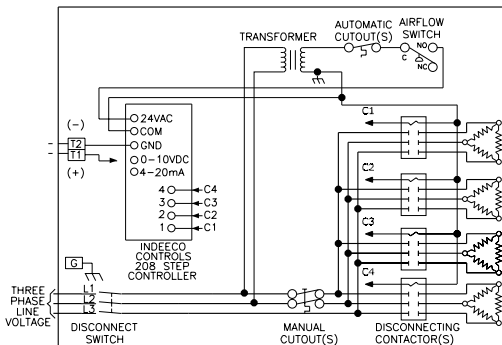 TRANSFORMER
AUTOMATIC
CUTOUT(S)
AIRFLOW
SWITCH
NO
C
NC
24VAC
COM
GND
0-10VDC
4-20mA
4
3
2
1
C4
C3
C2
C1
(-)
T2
T1
(+)
INDEECO
CONTROLS
208 STEP
CONTROLLER
C1
C2
C3
C4
G
THREE
PHASE
LINE
VOLTAGE
L1
L2
L3
DISCONNECT
SWITCH
MANUAL
CUTOUT(S)
DISCONNECTING
CONTACTOR(S)